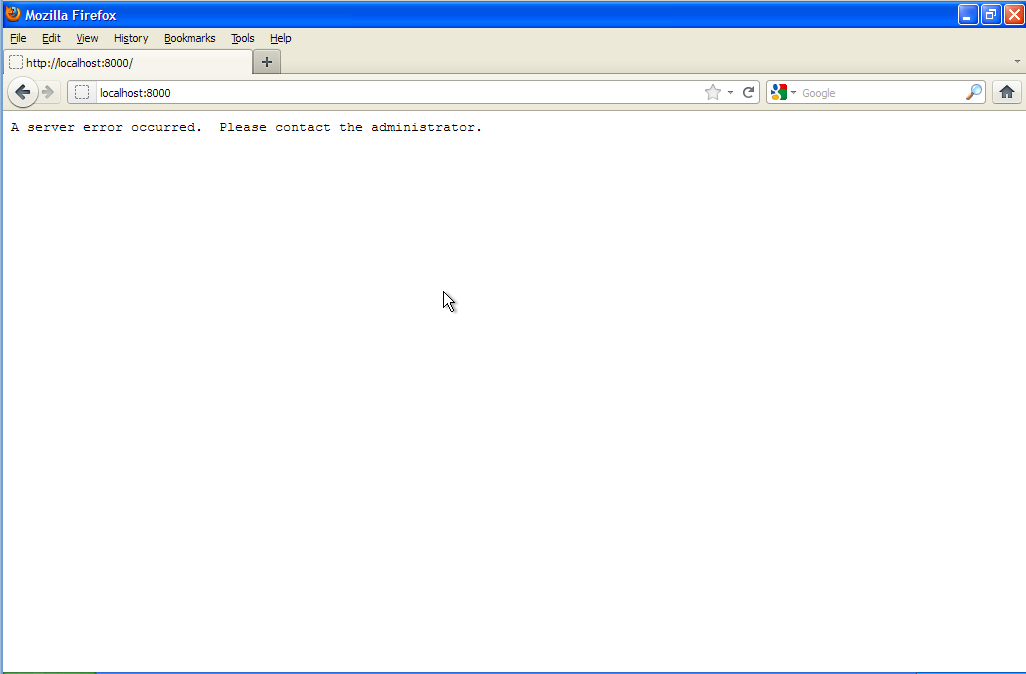 Mozilla Firefox
File Edit View History Bookmarks Tools Help
http://localhost:8000/
localhost:8000 Google
A server error occurred.  Please contact the administrator.